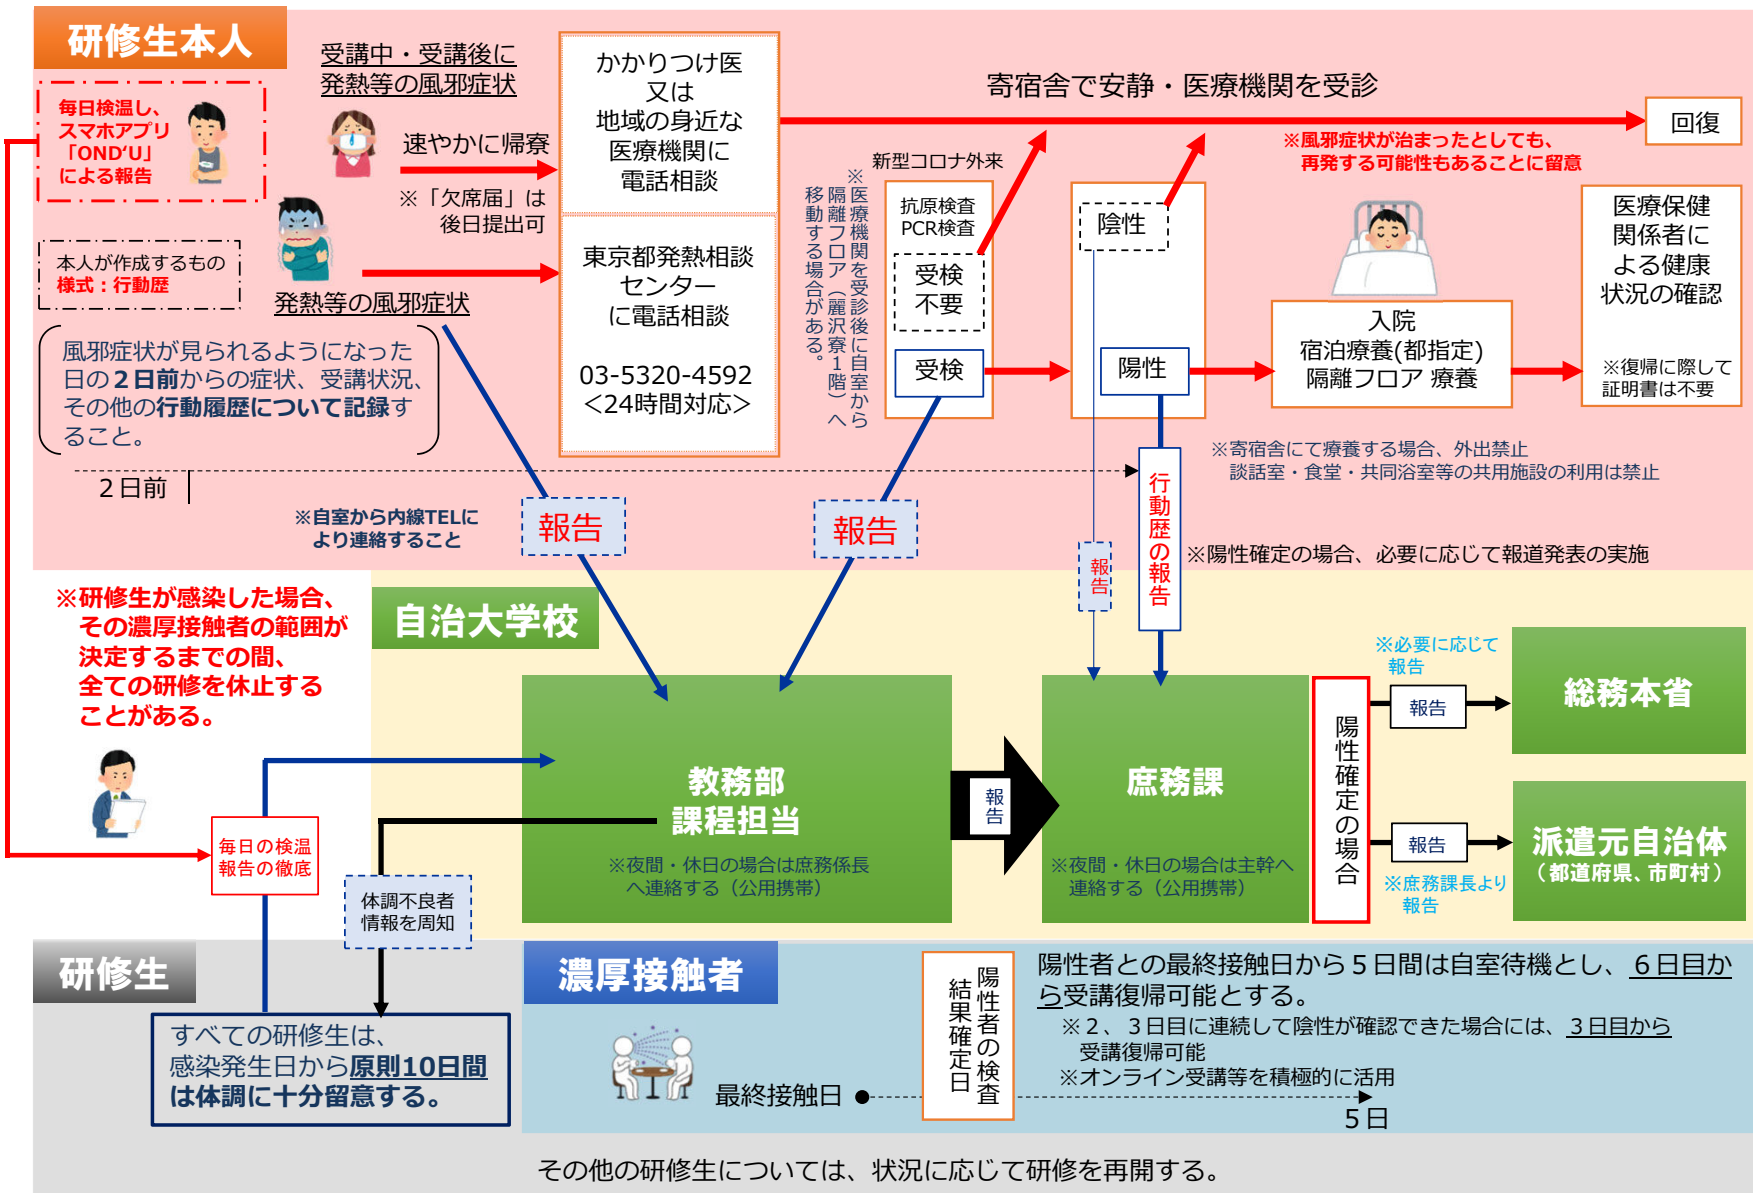 研修生本人
毎日検温し、
スマホアプリ
「OND'U」
による報告
本人が作成するもの
様式：行動歴
受講中・受講後に
発熱等の風邪症状
速やかに帰寮
※「欠席届」は
後日提出可
発熱等の風邪症状
風邪症状が見られるようになった
日の２日前からの症状、受講状況、
その他の行動履歴について記録す
ること。
２日前
かかりつけ医
又は
地域の身近な
医療機関に
電話相談
東京都発熱相談
センター
に電話相談
03-5320-4592
<24時間対応>
※医療機関を受診後に自室から
隔離フロア（麗沢寮１階）へ
移動する場合がある。
寄宿舎で安静・医療機関を受診
新型コロナ外来
抗原検査
PCR検査
受検
不要
受検
陰性
陽性
※風邪症状が治まったとしても、
再発する可能性もあることに留意
回復
入院
宿泊療養(都指定)
隔離フロア 療養
医療保健
関係者に
よる健康
状況の確認
※復帰に際して
証明書は不要
※寄宿舎にて療養する場合、外出禁止
談話室・食堂・共同浴室等の共用施設の利用は禁止
※自室から内線TELに
より連絡すること
報告
報告
報告
行動歴の報告
※陽性確定の場合、必要に応じて報道発表の実施
※研修生が感染した場合、
その濃厚接触者の範囲が
決定するまでの間、
全ての研修を休止する
ことがある。
自治大学校
教務部
課程担当
※夜間・休日の場合は庶務係長
へ連絡する（公用携帯）
報告
庶務課
※夜間・休日の場合は主幹へ
連絡する（公用携帯）
陽性確定の場合
※必要に応じて
報告
報告
総務本省
報告
※庶務課長より
報告
派遣元自治体
（都道府県、市町村）
毎日の検温
報告の徹底
体調不良者
情報を周知
研修生
すべての研修生は、
感染発生日から原則10日間
は体調に十分留意する。
濃厚接触者
最終接触日
陽性者の検査
結果確定日
陽性者との最終接触日から５日間は自室待機とし、６日目か
ら受講復帰可能とする。
※２、３日目に連続して陰性が確認できた場合には、３日目から
受講復帰可能
※オンライン受講等を積極的に活用
５日
その他の研修生については、状況に応じて研修を再開する。